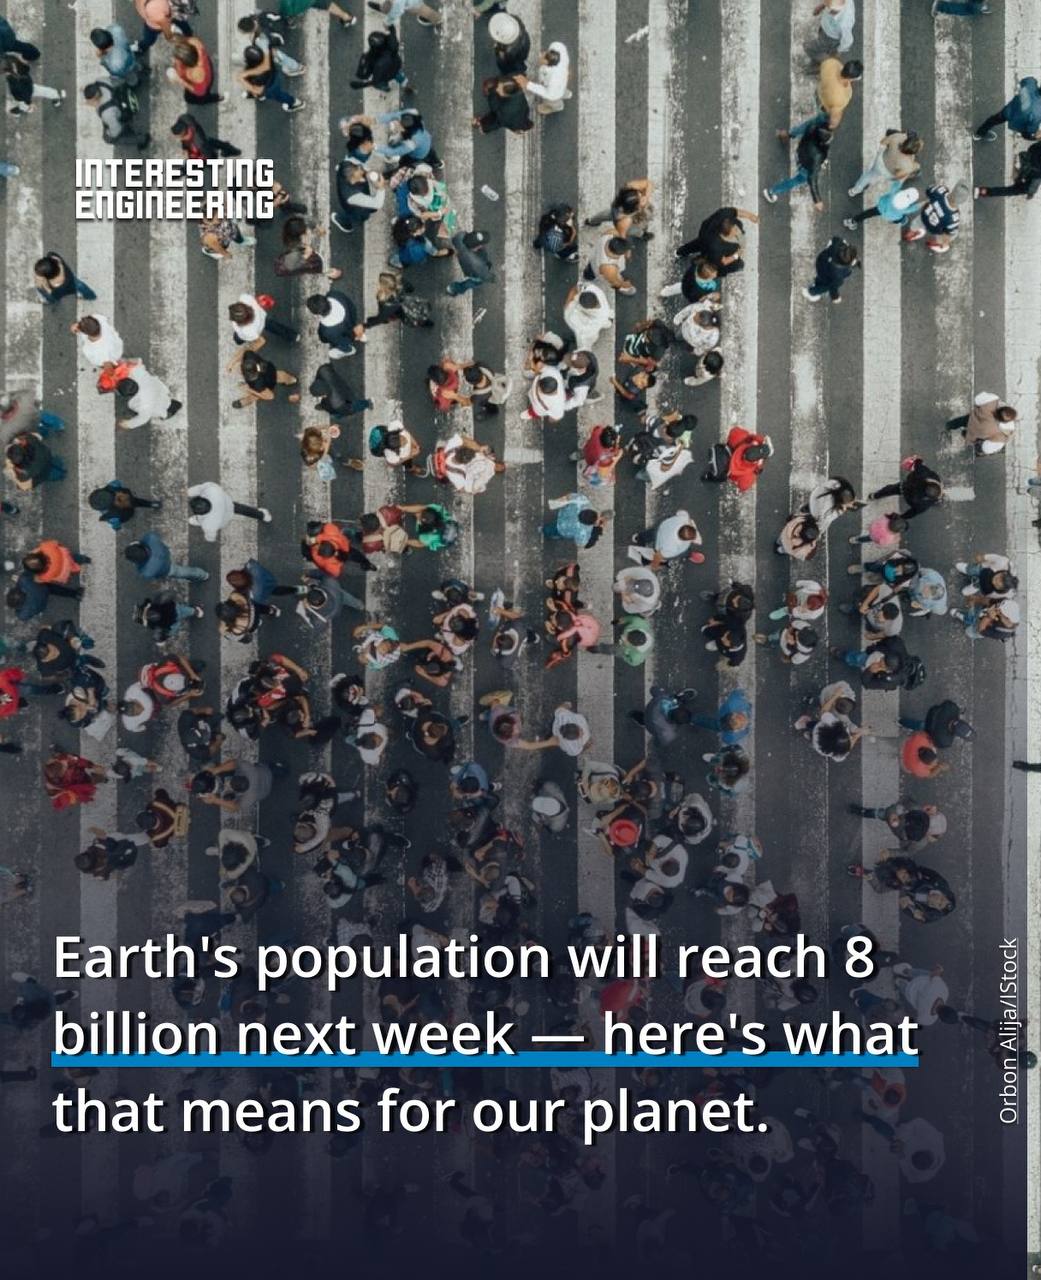 INTERESTING
ENGINEERING
Earth's population will reach 8
billion next week — here's what
that means for our planet.
Orbon Alija/IStock